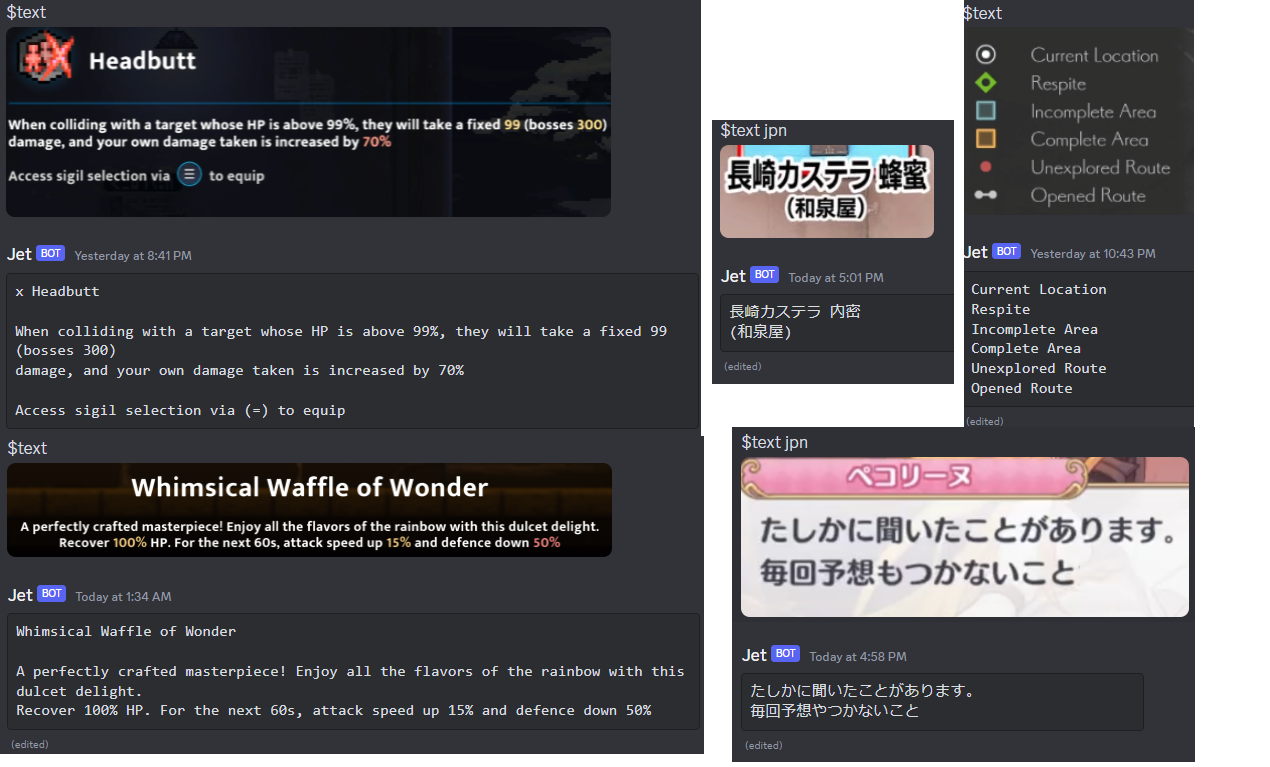 $text
Headbutt
When colliding with a target whose HP is above 99%, they will take a fixed 99 (bosses 300)
damage, and your own damage taken is increased by 70%
Access sigil selection via to equip
Jet BOT Yesterday at 8:41 PM
x Headbutt
When colliding with a target whose HP is above 99%, they will take a fixed 99
(bosses 300)
damage, and your own damage taken is increased by 70%
Access sigil selection via (=) to equip
$text
Whimsical Waffle of Wonder
A perfectly crafted masterpiece! Enjoy all the flavors of the rainbow with this dulcet delight.
Recover 100% HP. For the next 60s, attack speed up 15% and defence down 50%
Jet BOT Today at 1:34 AM
Whimsical Waffle of Wonder
A perfectly crafted masterpiece! Enjoy all the flavors of the rainbow with this
dulcet delight.
Recover 100% HP. For the next 60s, attack speed up 15% and defence down 50%
(edited)
$text jpn
長崎カステラ 蜂蜜
(和泉屋)
Jet BOT Today at 5:01 PM
長崎カステラ 内密
(和泉屋)
(edited)
$text
Current Location
Respite
Incomplete Area
Complete Area
Unexplored Route
Opened Route
Jet BOT Yesterday at 10:43 PM
Current Location
Respite
Incomplete Area
Complete Area
Unexplored Route
Opened Route
(edited)
$text jpn
ペコリーヌ
たしかに聞いたことがあります。
毎回予想もつかないこと
Jet BOT Today at 4:58 PM
たしかに聞いたことがあります。
毎回予想やつかないこと
(edited)